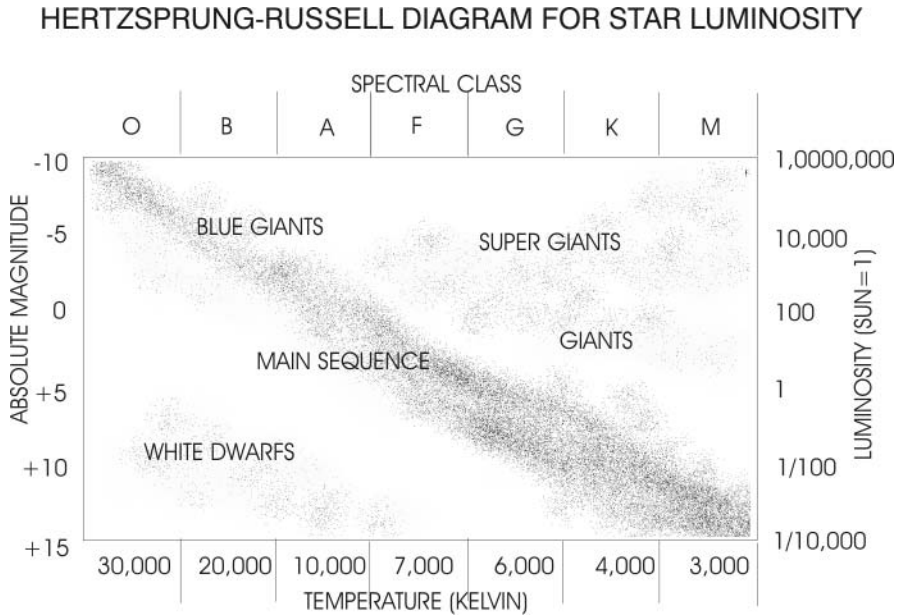 HERTZSPRUNG-RUSSELL DIAGRAM FOR STAR LUMINOSITY
SPECTRAL CLASS
O B A F G K M
-10
-5
0
+5
+10
+15
ABSOLUTE MAGNITUDE
BLUE GIANTS
SUPER GIANTS
GIANTS
MAIN SEQUENCE
WHITE DWARFS
1,0000,000
10,000
100
1
1/100
1/10,000
LUMINOSITY (SUN=1)
30,000 20,000 10,000 7,000 6,000 4,000 3,000
TEMPERATURE (KELVIN)